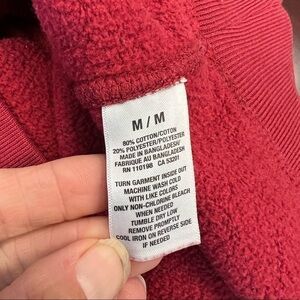 M / M
80% COTTON/COTON
20% POLYESTER/POLYESTER
MADE IN BANGLADESH/
FABRIQUE AU BANGLADESH
RN 110198 CA 53201
TURN GARMENT INSIDE OUT
MACHINE WASH COLD
WITH LIKE COLORS
ONLY NON-CHLORINE BLEACH
WHEN NEEDED
TUMBLE DRY LOW
REMOVE PROMPTLY
COOL IRON ON REVERSE SIDE
IF NEEDED